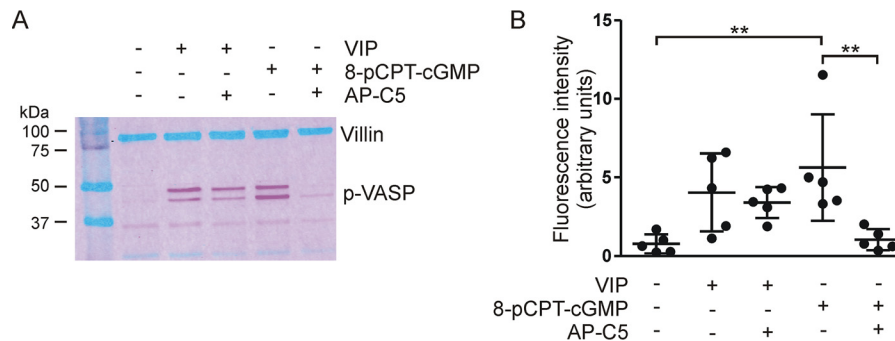 A
- + + - - VIP
- - - + + 8-pCPT-cGMP
- - + - + AP-C5
kDa
100
75
50
37
Villin
p-VASP
B
Fluorescence intensity
(arbitrary units)
15
10
5
0
**
**
VIP - + + - -
8-pCPT-cGMP - - - + +
AP-C5 - - + - +